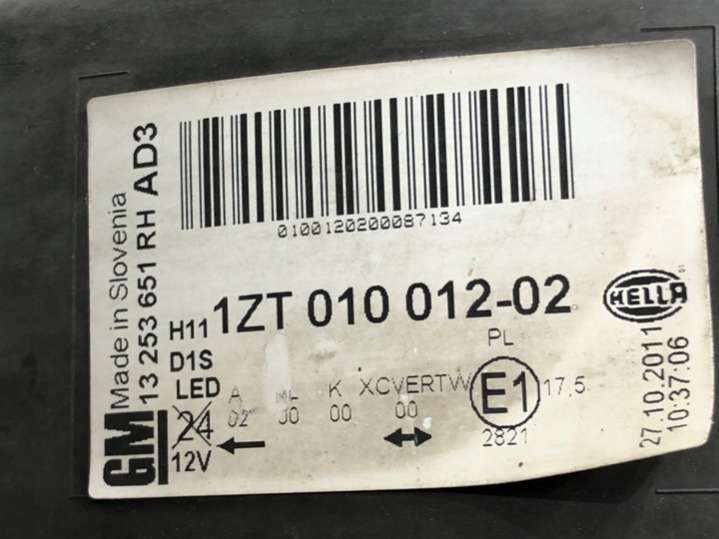 GM
Made in Slovenia
13 253 651 RH AD3
0100120200087134
1ZT 010 012-02
HELLA
H11
D1S
LED
24
12V
A K XCVERTW
02 00 00
PL
E1 17,5
2821
27.10.2011
10:37:06